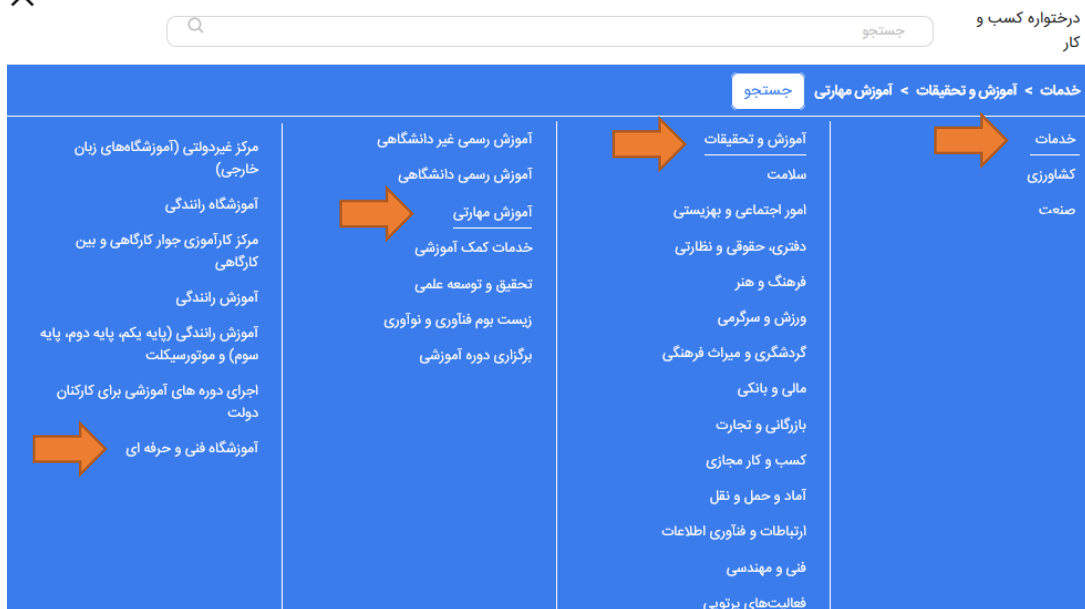 درختواره کسب و
کار
جستجو
خدمات > آموزش و تحقیقات > آموزش مهارتی
جستجو
خدمات
کشاورزی
صنعت
آموزش و تحقیقات
سلامت
امور اجتماعی و بهزیستی
دفتری، حقوقی و نظارتی
فرهنگ و هنر
ورزش و سرگرمی
گردشگری و میراث فرهنگی
مالی و بانکی
بازرگانی و تجارت
کسب و کار مجازی
آماد و حمل و نقل
ارتباطات و فنآوری اطلاعات
فنی و مهندسی
فعالیت‌های پرتویی
آموزش رسمی غیر دانشگاهی
آموزش رسمی دانشگاهی
آموزش مهارتی
خدمات کمک آموزشی
تحقیق و توسعه علمی
زیست بوم فنآوری و نوآوری
برگزاری دوره آموزشی
مرکز غیردولتی (آموزشگاه‌های زبان
خارجی)
آموزشگاه رانندگی
مرکز کارآموزی جوار کارگاهی و بین
کارگاهی
آموزش رانندگی
آموزش رانندگی (پایه یکم، پایه دوم، پایه
سوم) و موتورسیکلت
اجرای دوره های آموزشی برای کارکنان
دولت
آموزشگاه فنی و حرفه ای